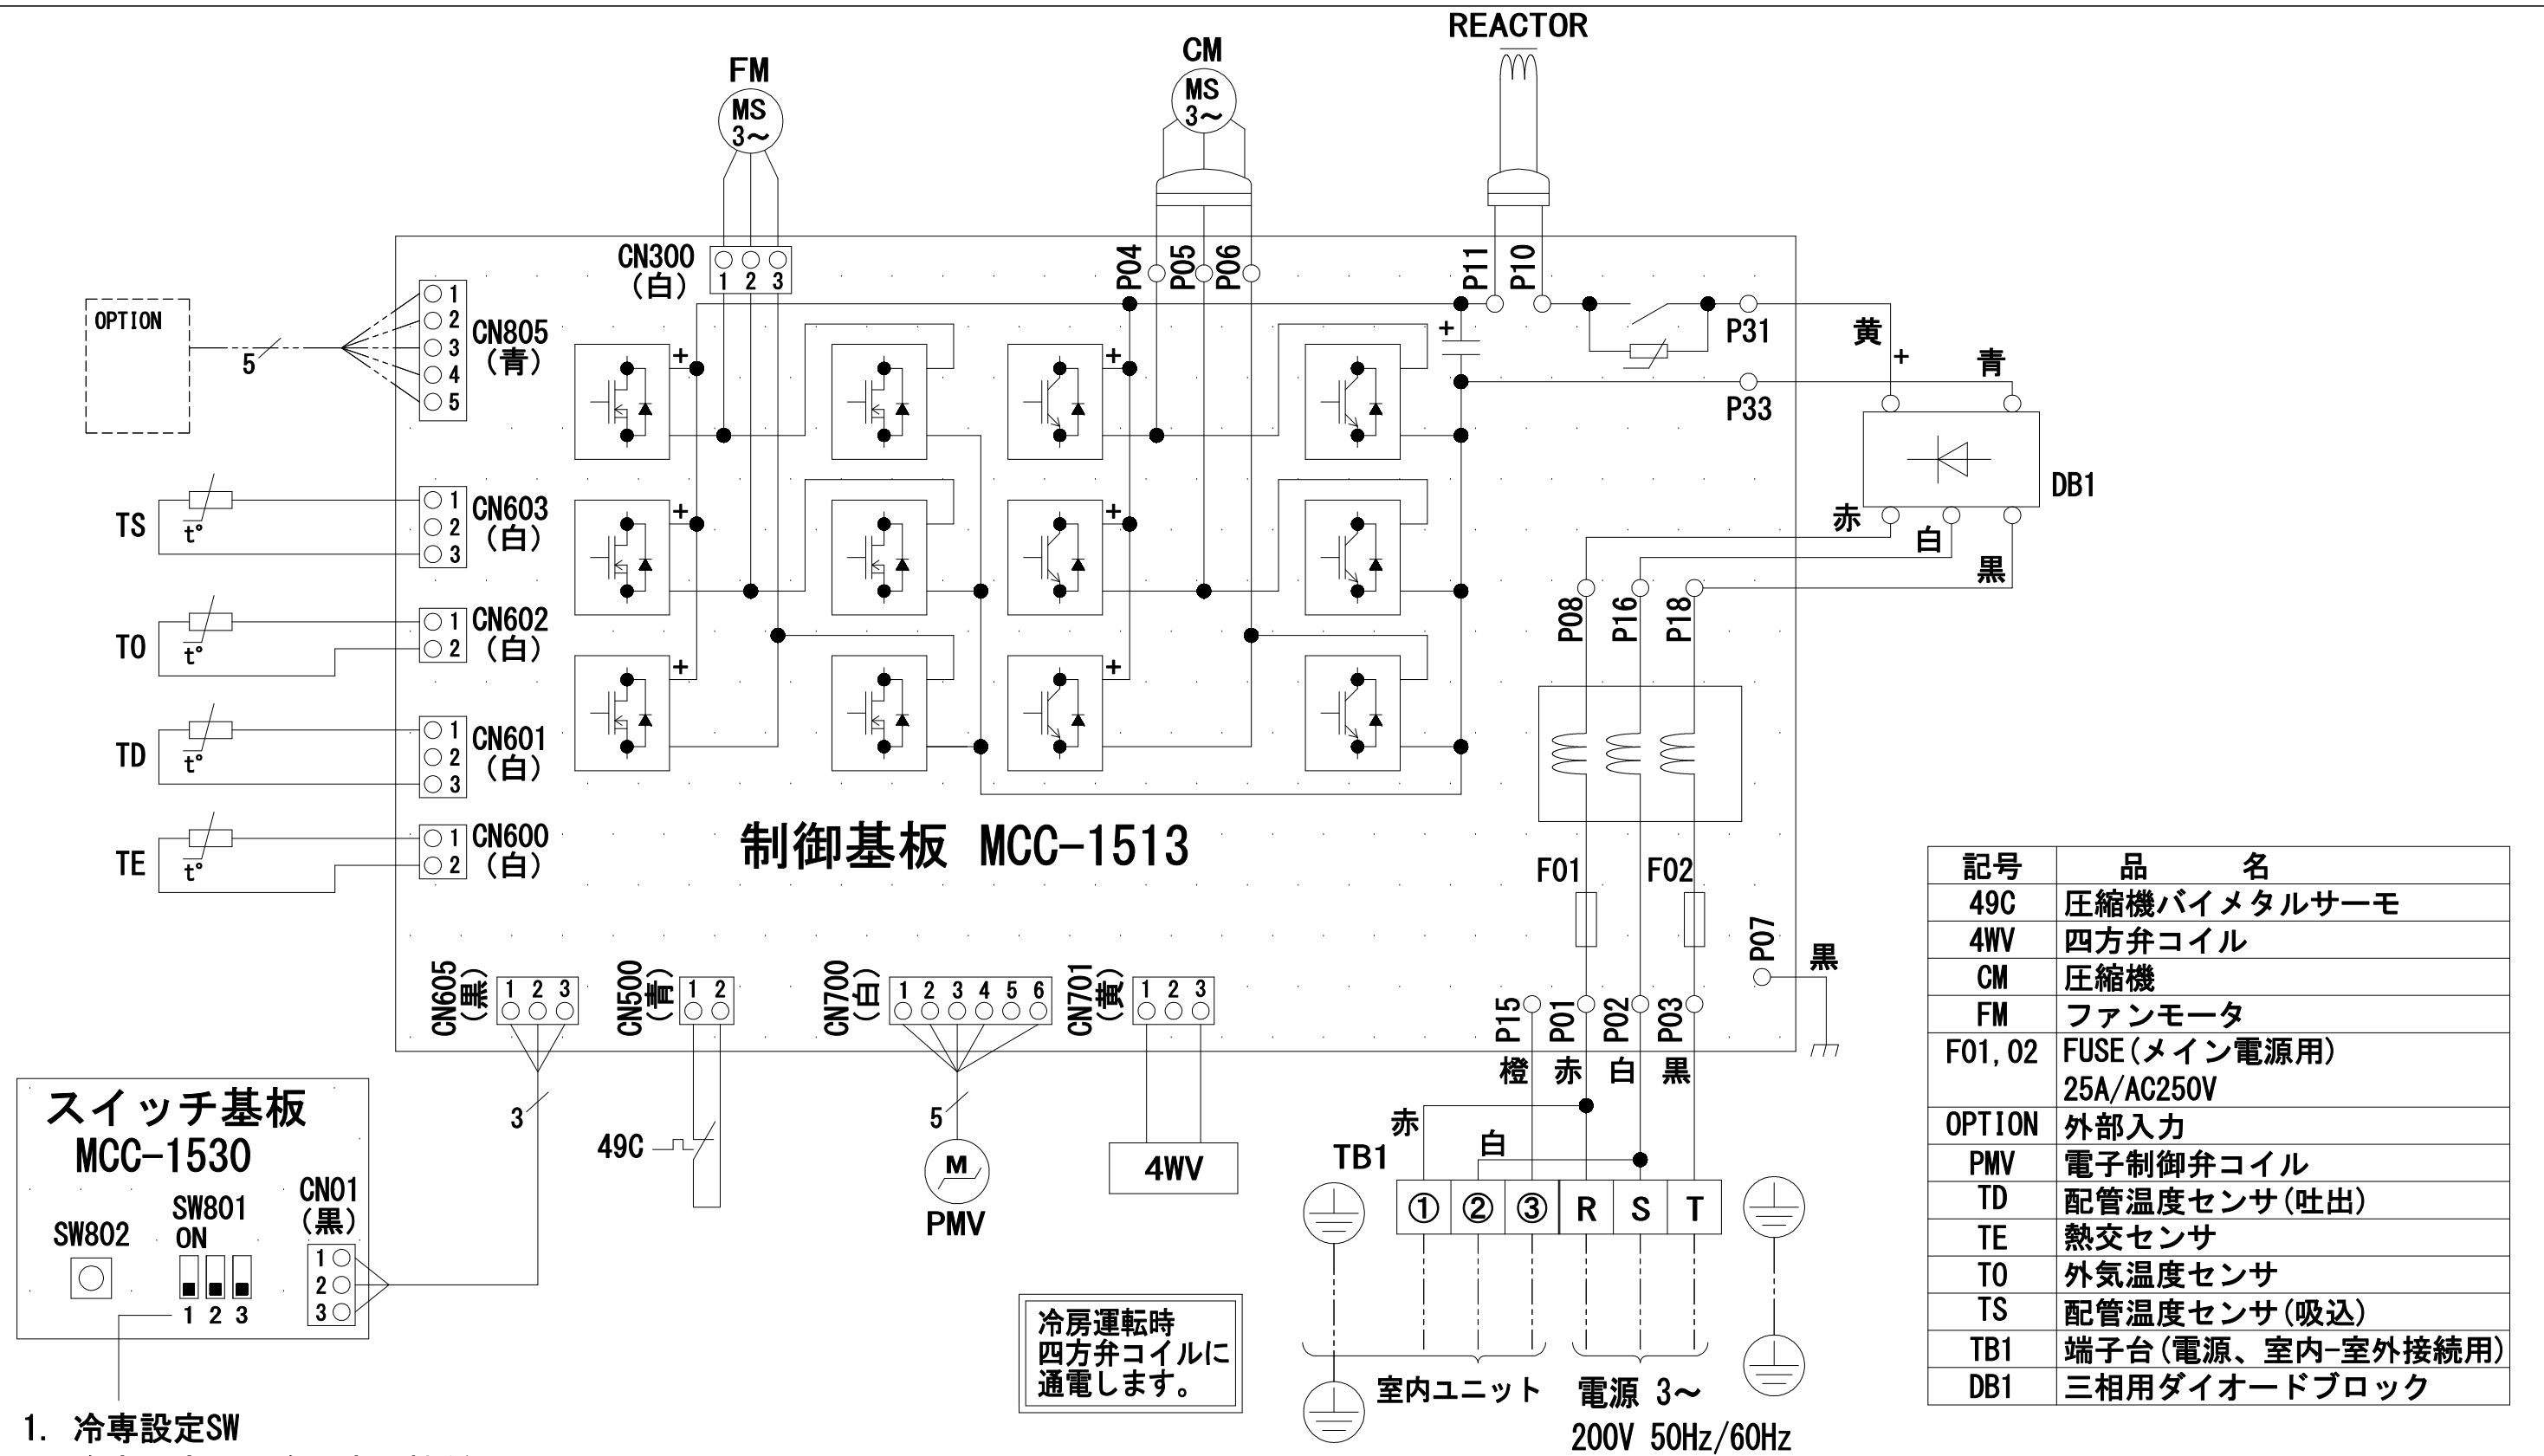 REACTOR
CM
MS
3～
FM
MS
3～
CN300
(白)
1 2 3
P04
P05
P06
P11
P10
P31
P33
黄
+
青
DB1
赤
白
黒
OPTION
5
1
2
3
4
5
CN805
(青)
+
+
+
+
+
+
+
TS
t°
1
2
3
CN603
(白)
TO
t°
1
2
CN602
(白)
TD
t°
1
2
3
CN601
(白)
TE
t°
1
2
CN600
(白)
P08
P16
P18
制御基板 MCC-1513
F01
F02
P07
黒
CN605
(黒)
1 2 3
CN500
(青)
1 2
CN700
(白)
1 2 3 4 5 6
CN701
(黄)
1 2 3
P15
P01
P02
P03
橙 赤 白 黒
3
49C
5
M
PMV
4WV
赤
白
TB1
① ② ③ R S T
室内ユニット
電源 3～
200V 50Hz/60Hz
スイッチ基板
MCC-1530
SW802
SW801
ON
1 2 3
CN01
(黒)
1
2
3
1. 冷専設定SW
冷房運転時
四方弁コイルに
通電します。
記号 品 名
49C 圧縮機バイメタルサーモ
4WV 四方弁コイル
CM 圧縮機
FM ファンモータ
F01,02 FUSE(メイン電源用)
25A/AC250V
OPTION 外部入力
PMV 電子制御弁コイル
TD 配管温度センサ(吐出)
TE 熱交センサ
TO 外気温度センサ
TS 配管温度センサ(吸込)
TB1 端子台(電源、室内-室外接続用)
DB1 三相用ダイオードブロック